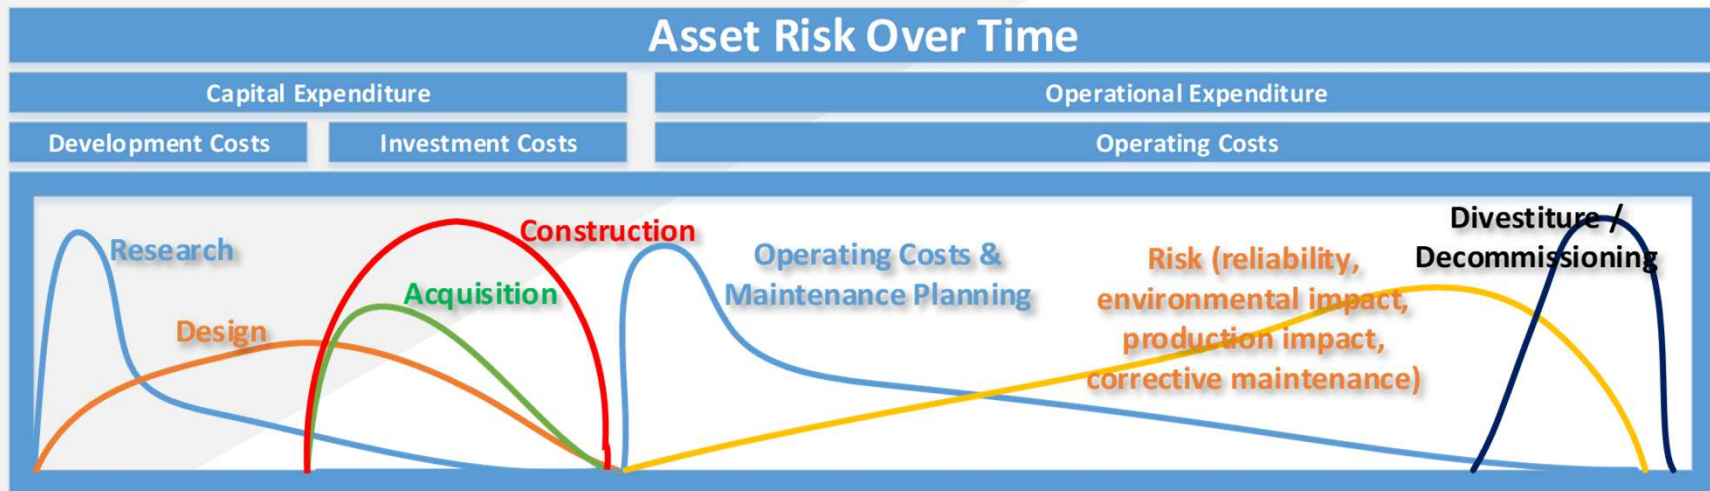 Asset Risk Over Time
Capital Expenditure
Operational Expenditure
Development Costs
Investment Costs
Operating Costs
Research
Design
Construction
Acquisition
Operating Costs &
Maintenance Planning
Risk (reliability,
environmental impact,
production impact,
corrective maintenance)
Divestiture /
Decommissioning